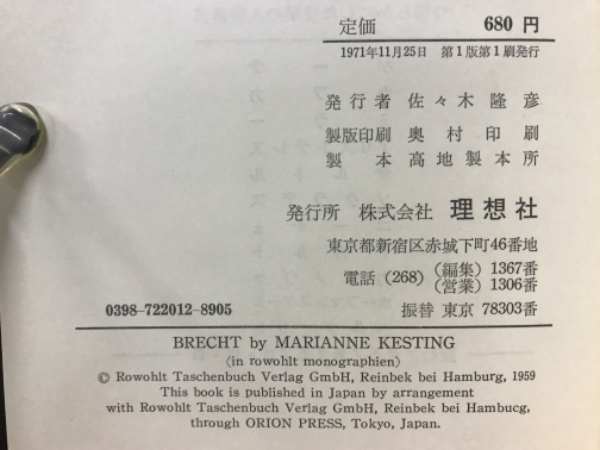 定価 680 円
1971年11月25日 第1版第1刷発行
発行者 佐々木隆彦
製版印刷 奥村印刷
製本 高地製本所
発行所 株式会社 理想社
東京都新宿区赤城下町46番地
電話 (268) (編集) 1367番
(営業) 1306番
0398-722012-8905 振替 東京 78303番
BRECHT by MARIANNE KESTING
(in rowohlt monographien)
© Rowohlt Taschenbuch Verlag GmbH, Reinbek bei Hamburg, 1959
This book is published in Japan by arrangement
with Rowohlt Taschenbuch Verlag GmbH, Reinbek bei Hambucg,
through ORION PRESS, Tokyo, Japan.